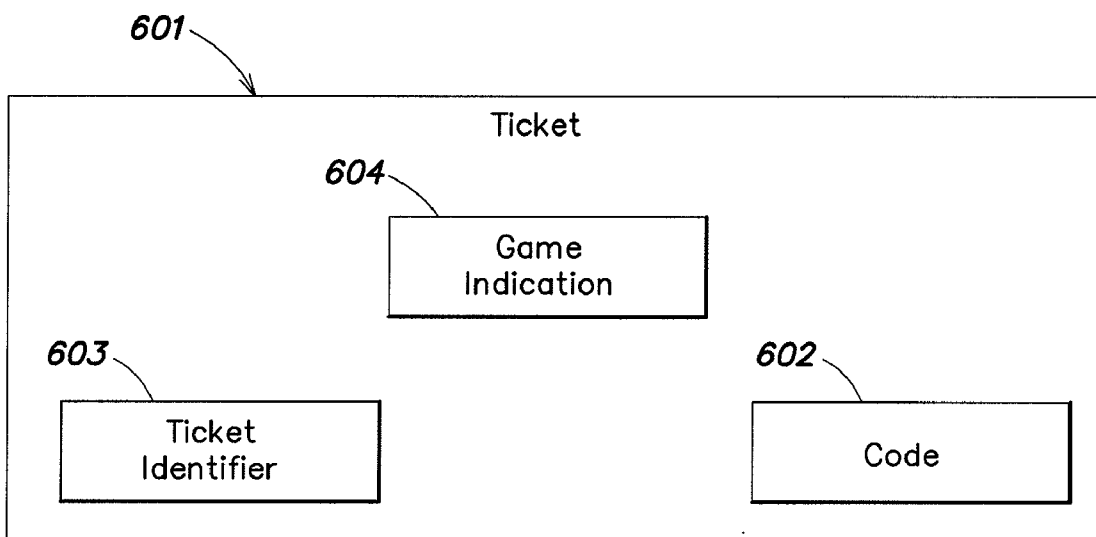 601
Ticket
604
Game
Indication
603
Ticket
Identifier
602
Code